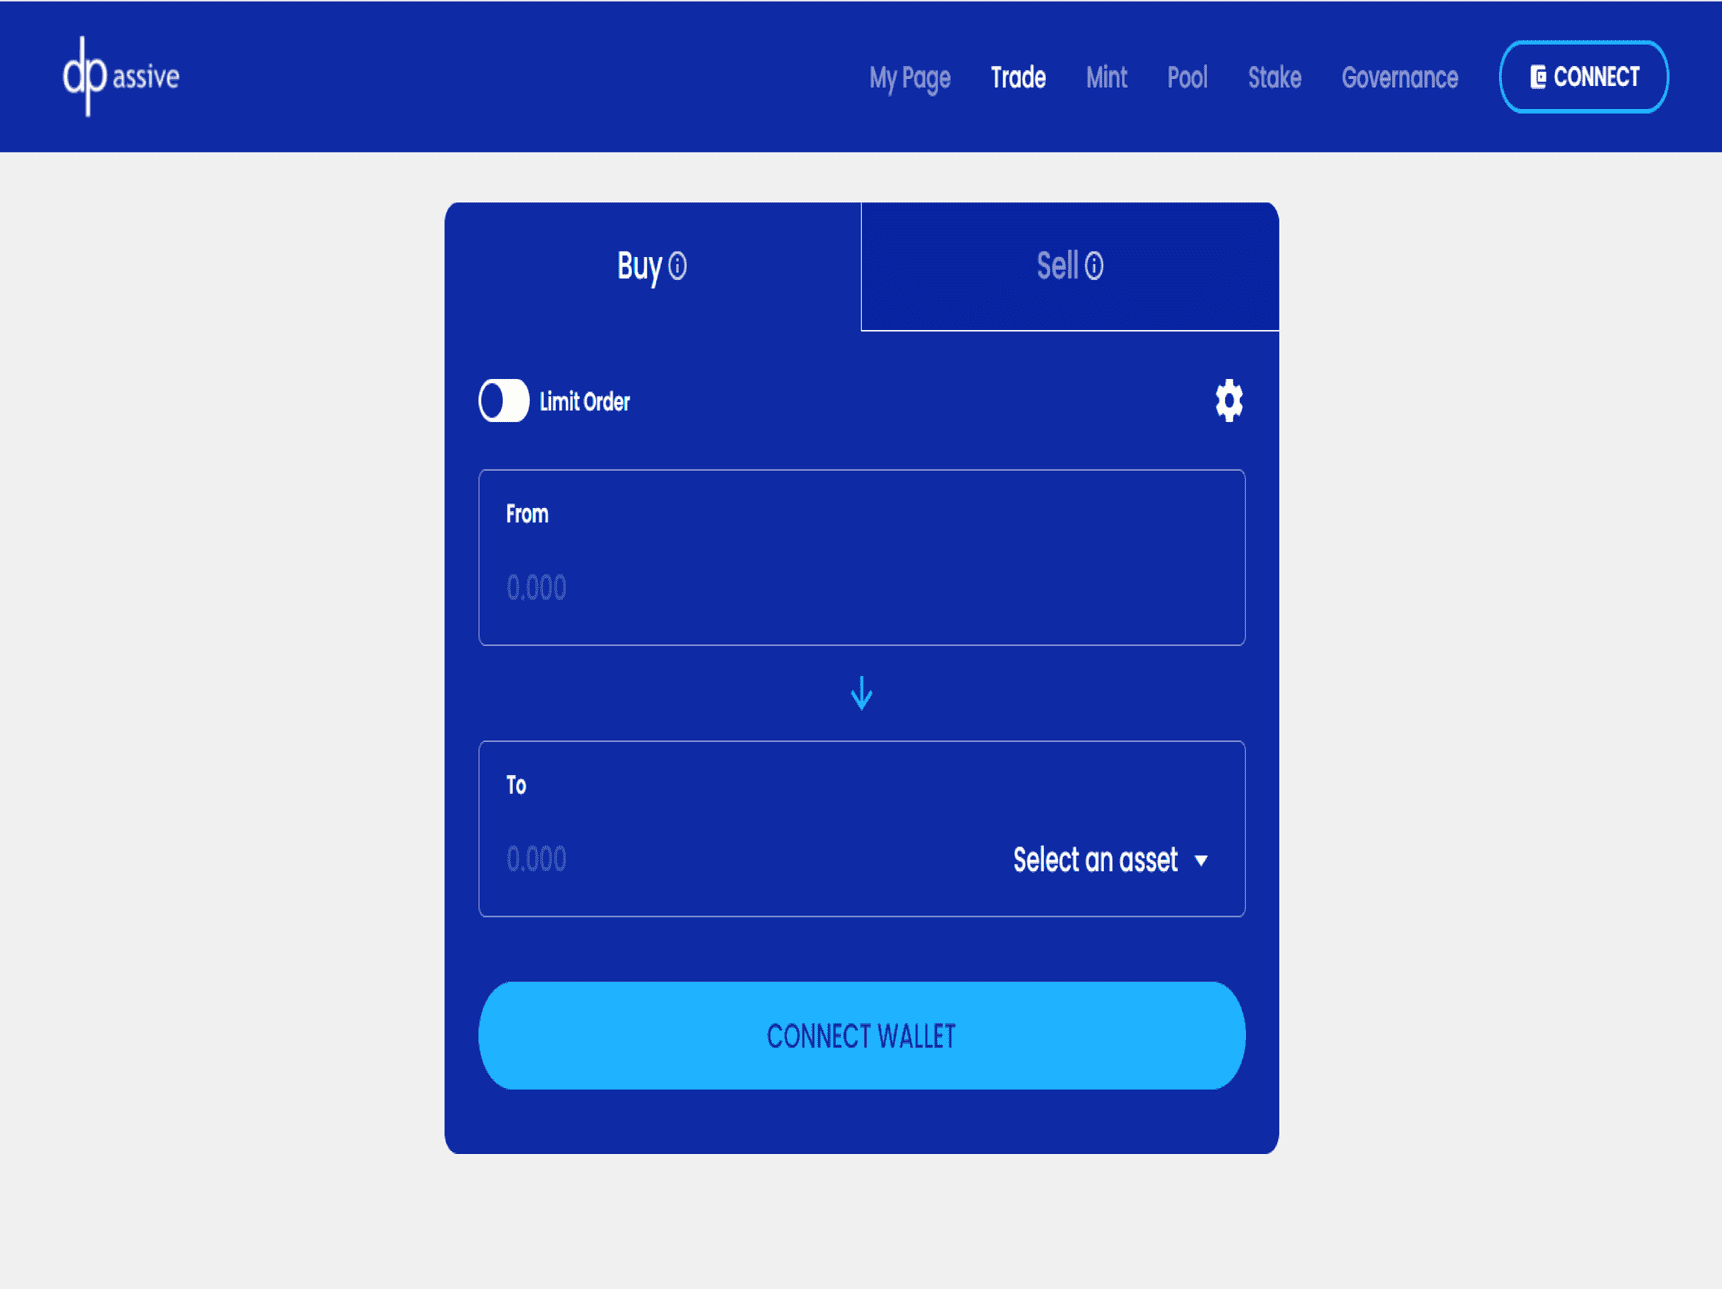 dp assive
My Page Trade Mint Pool Stake Governance CONNECT
Buy Sell
Limit Order
From
0.000
To
0.000 Select an asset
CONNECT WALLET